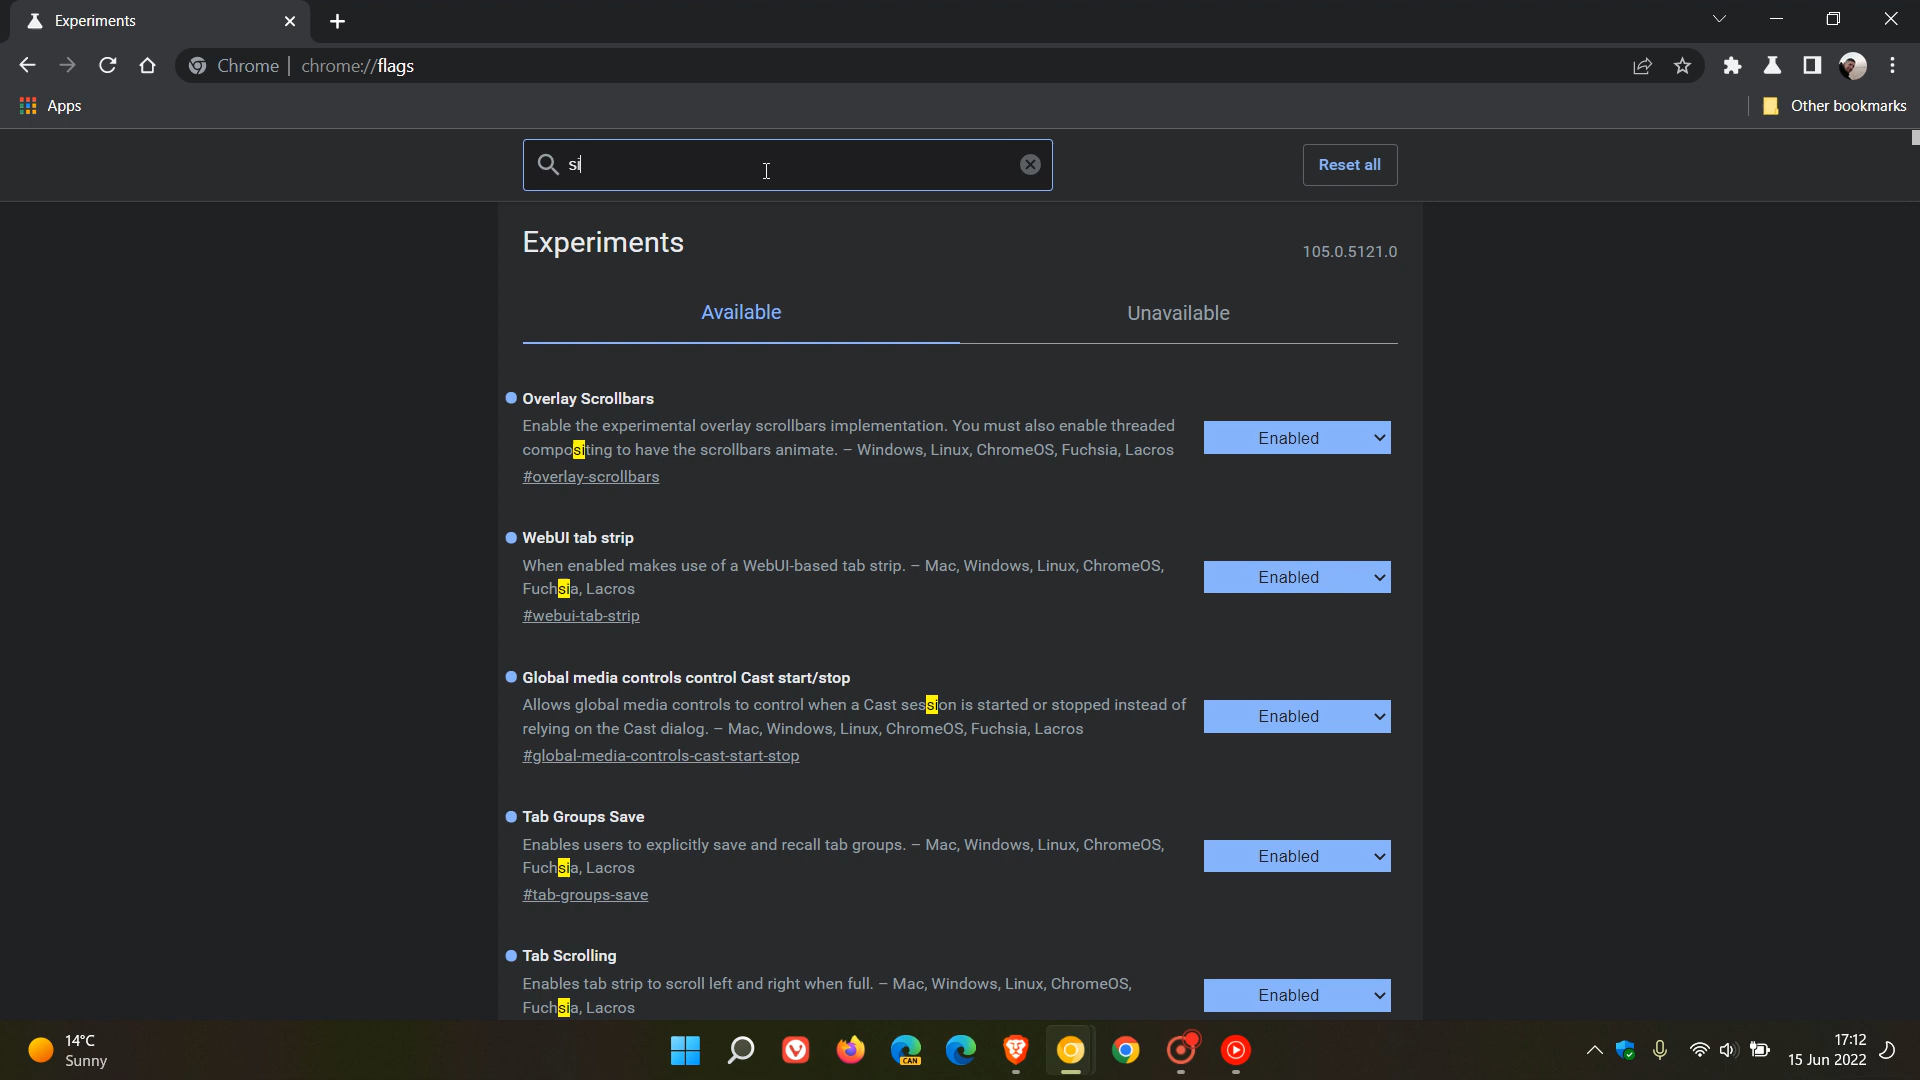 Experiments
Chrome | chrome://flags
Apps
Other bookmarks
si
Reset all
Experiments
105.0.5121.0
Available
Unavailable
Overlay Scrollbars
Enable the experimental overlay scrollbars implementation. You must also enable threaded
compositing to have the scrollbars animate. – Windows, Linux, ChromeOS, Fuchsia, Lacros
#overlay-scrollbars
Enabled
WebUI tab strip
When enabled makes use of a WebUI-based tab strip. – Mac, Windows, Linux, ChromeOS,
Fuchsia, Lacros
#webui-tab-strip
Enabled
Global media controls control Cast start/stop
Allows global media controls to control when a Cast session is started or stopped instead of
relying on the Cast dialog. – Mac, Windows, Linux, ChromeOS, Fuchsia, Lacros
#global-media-controls-cast-start-stop
Enabled
Tab Groups Save
Enables users to explicitly save and recall tab groups. – Mac, Windows, Linux, ChromeOS,
Fuchsia, Lacros
#tab-groups-save
Enabled
Tab Scrolling
Enables tab strip to scroll left and right when full. – Mac, Windows, Linux, ChromeOS,
Fuchsia, Lacros
Enabled
14°C
Sunny
CAN
17:12
15 Jun 2022